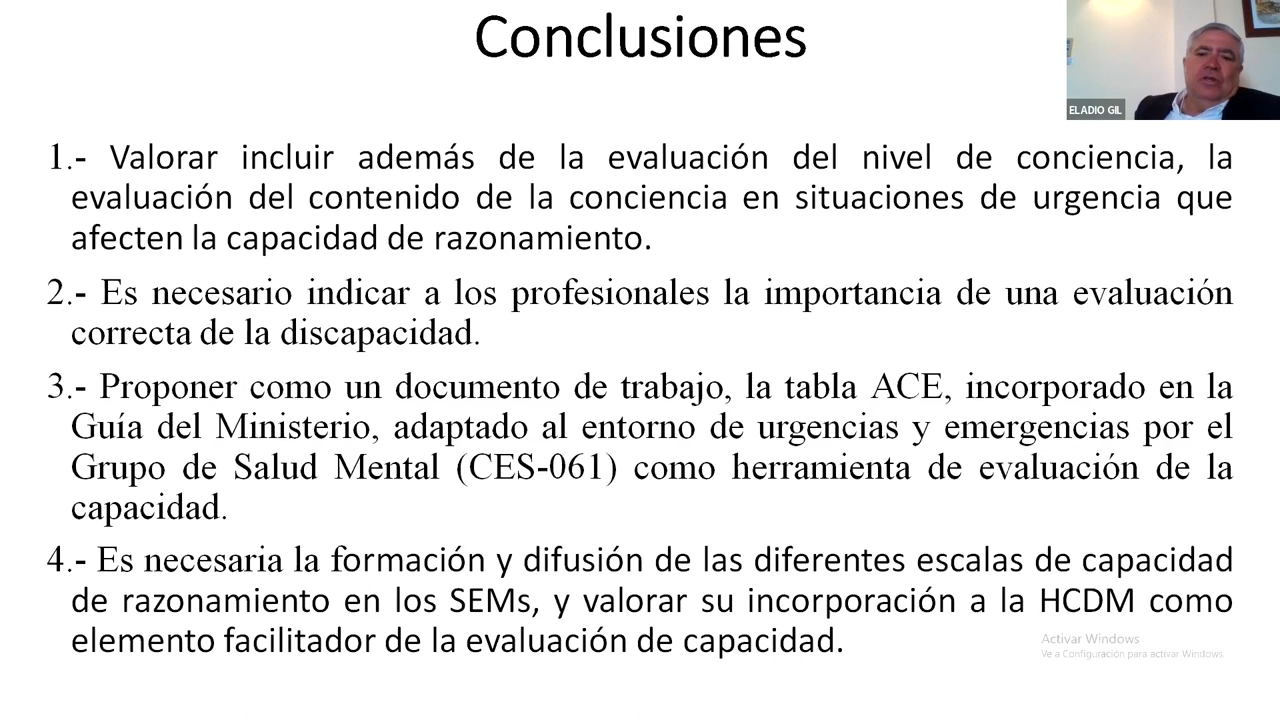 Conclusiones
ELADIO GIL
1.- Valorar incluir además de la evaluación del nivel de conciencia, la
evaluación del contenido de la conciencia en situaciones de urgencia que
afecten la capacidad de razonamiento.
2.- Es necesario indicar a los profesionales la importancia de una evaluación
correcta de la discapacidad.
3.- Proponer como un documento de trabajo, la tabla ACE, incorporado en la
Guía del Ministerio, adaptado al entorno de urgencias y emergencias por el
Grupo de Salud Mental (CES-061) como herramienta de evaluación de la
capacidad.
4.- Es necesaria la formación y difusión de las diferentes escalas de capacidad
de razonamiento en los SEMs, y valorar su incorporación a la HCDM como
elemento facilitador de la evaluación de capacidad.
Activar Windows
Ve a Configuración para activar Windows.